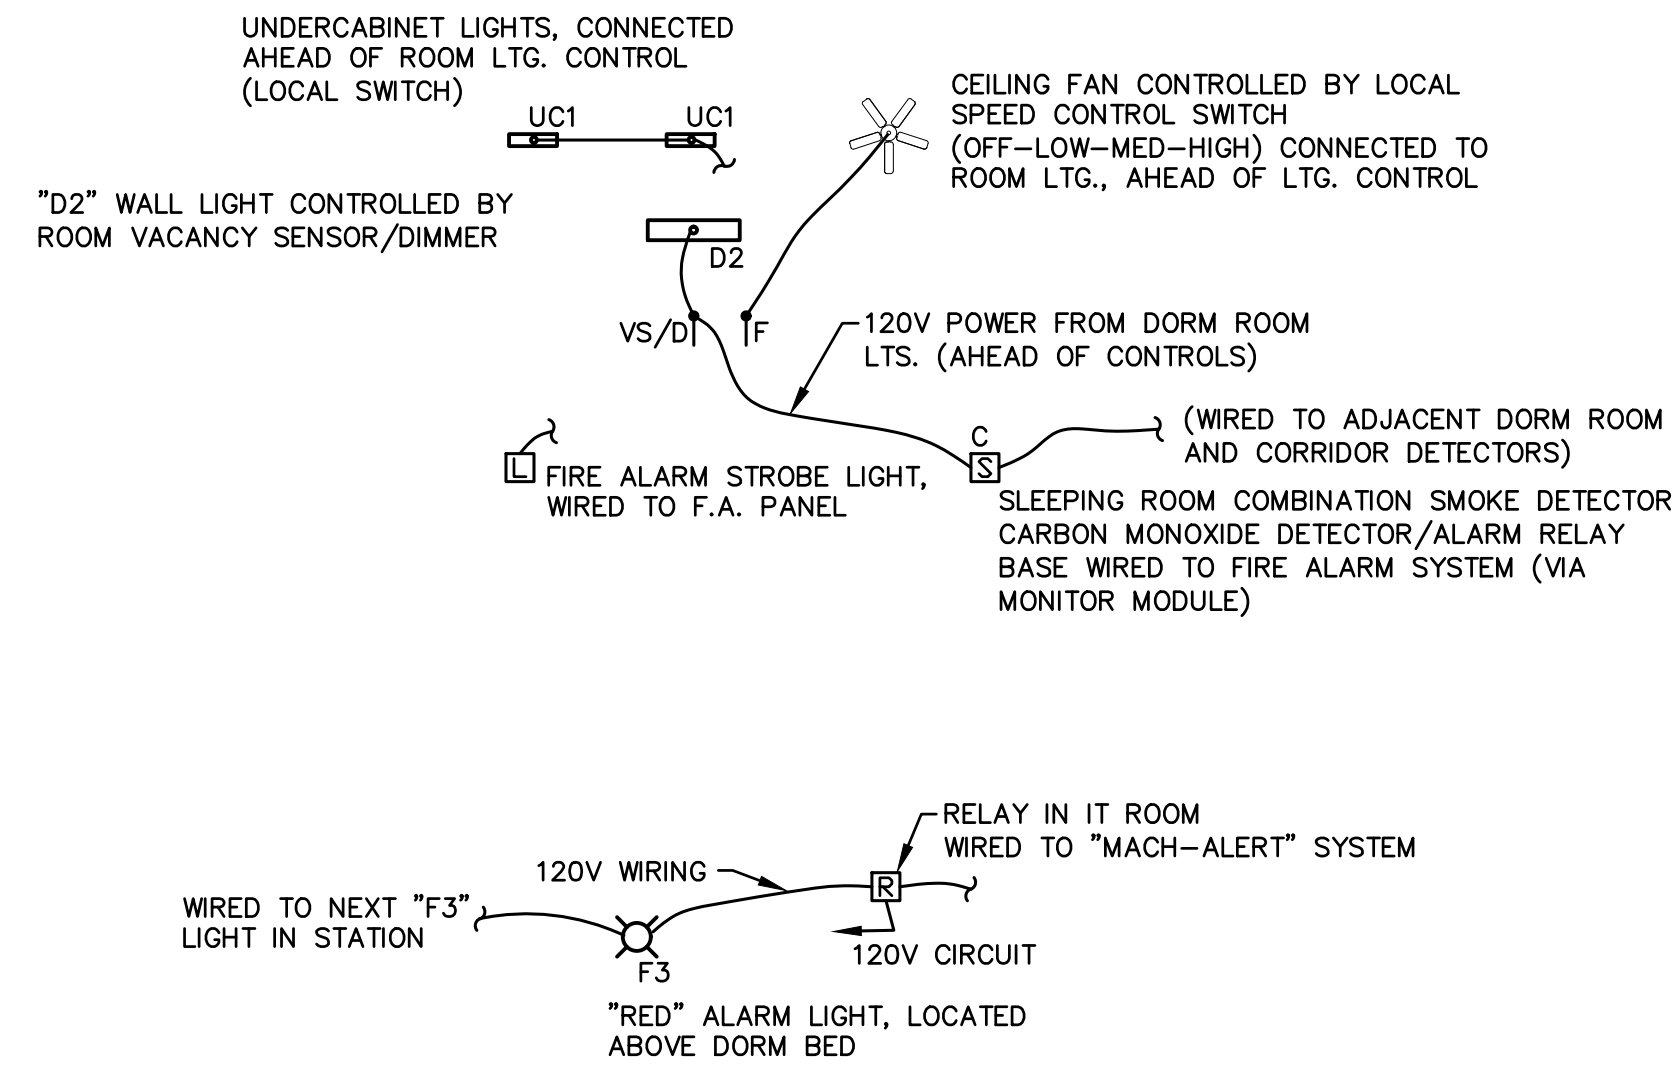 UNDERCABINET LIGHTS, CONNECTED
AHEAD OF ROOM LTG. CONTROL
(LOCAL SWITCH)
UC1
UC1
CEILING FAN CONTROLLED BY LOCAL
SPEED CONTROL SWITCH
(OFF-LOW-MED-HIGH) CONNECTED TO
ROOM LTG., AHEAD OF LTG. CONTROL
"D2" WALL LIGHT CONTROLLED BY
ROOM VACANCY SENSOR/DIMMER
D2
VS/D
F
120V POWER FROM DORM ROOM
LTS. (AHEAD OF CONTROLS)
(WIRED TO ADJACENT DORM ROOM
AND CORRIDOR DETECTORS)
C
S
L
FIRE ALARM STROBE LIGHT,
WIRED TO F.A. PANEL
SLEEPING ROOM COMBINATION SMOKE DETECTOR
CARBON MONOXIDE DETECTOR/ALARM RELAY
BASE WIRED TO FIRE ALARM SYSTEM (VIA
MONITOR MODULE)
RELAY IN IT ROOM
WIRED TO "MACH-ALERT" SYSTEM
120V WIRING
R
WIRED TO NEXT "F3"
LIGHT IN STATION
120V CIRCUIT
F3
"RED" ALARM LIGHT, LOCATED
ABOVE DORM BED